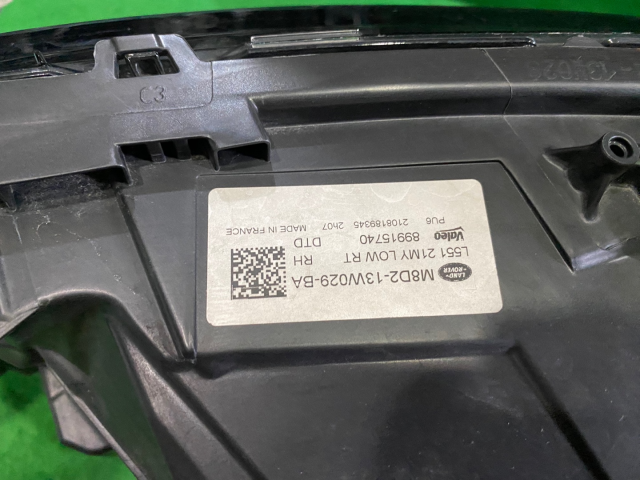 C3
LAND
ROVER
M8D2-13W029-BA
L551 21MY LOW RT RH
Valeo 89915740 DTD
PU6 2108189345 2h07 MADE IN FRANCE